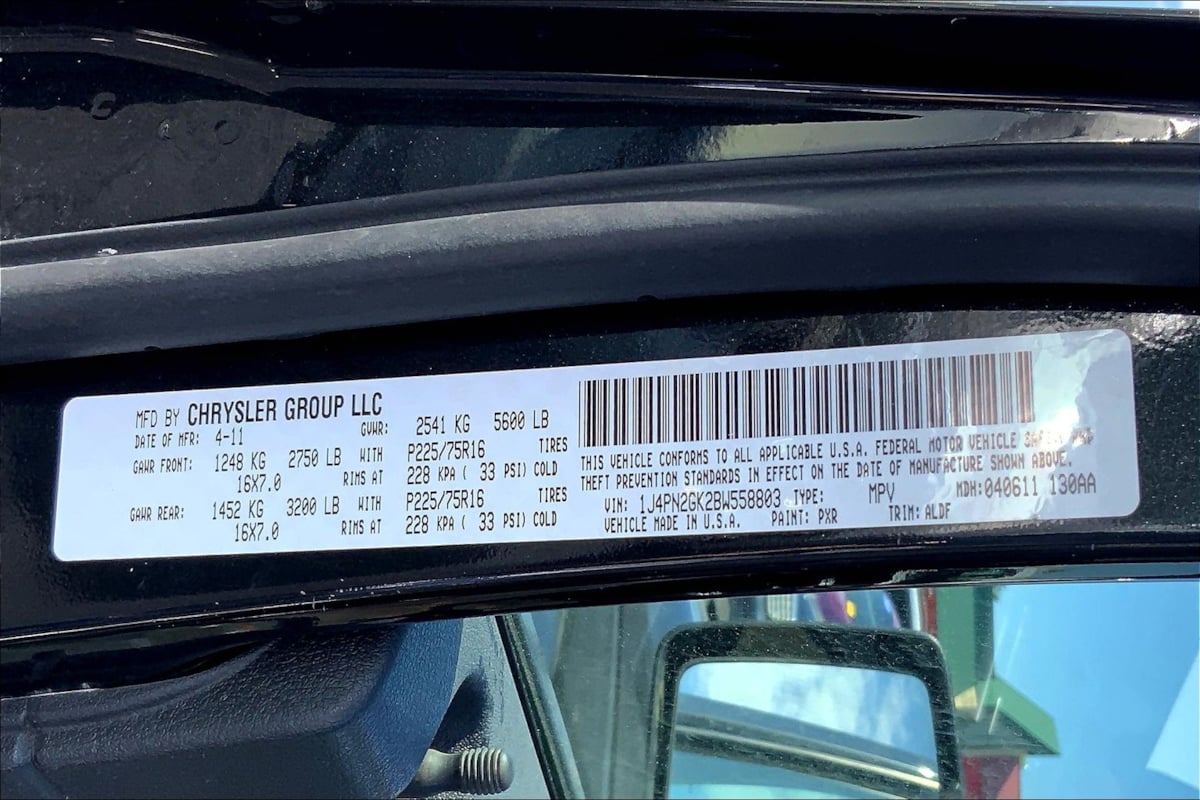 MFD BY CHRYSLER GROUP LLC
DATE OF MFR: 4-11 GVWR: 2541 KG 5600 LB
GAWR FRONT: 1248 KG 2750 LB WITH P225/75R16 TIRES
16X7.0 RIMS AT 228 KPA ( 33 PSI) COLD
GAWR REAR: 1452 KG 3200 LB WITH P225/75R16 TIRES
16X7.0 RIMS AT 228 KPA ( 33 PSI) COLD
THIS VEHICLE CONFORMS TO ALL APPLICABLE U.S.A. FEDERAL MOTOR VEHICLE SAFETY AND
THEFT PREVENTION STANDARDS IN EFFECT ON THE DATE OF MANUFACTURE SHOWN ABOVE.
VIN: 1J4PN2GK2BW558803 TYPE: MPV MDH: 040611 130AA
VEHICLE MADE IN U.S.A. PAINT: PXR TRIM: ALDF